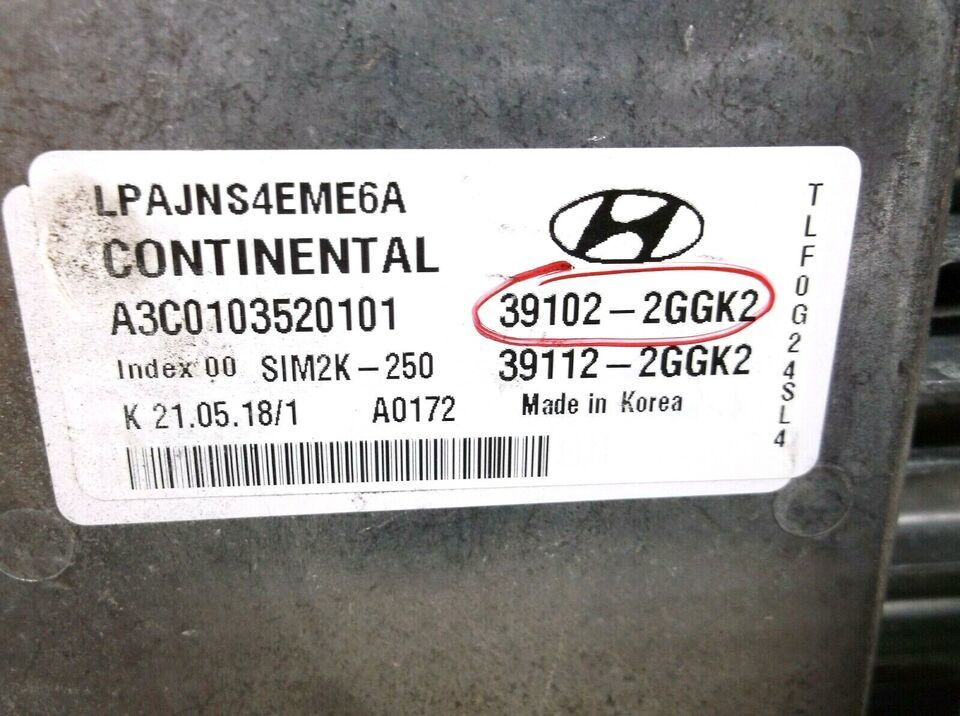 LPAJNS4EME6A
CONTINENTAL
A3C0103520101
Index 00 SIM2K-250
K 21.05.18/1 A0172
39102-2GGK2
39112-2GGK2
Made in Korea
TLF0G24SL4